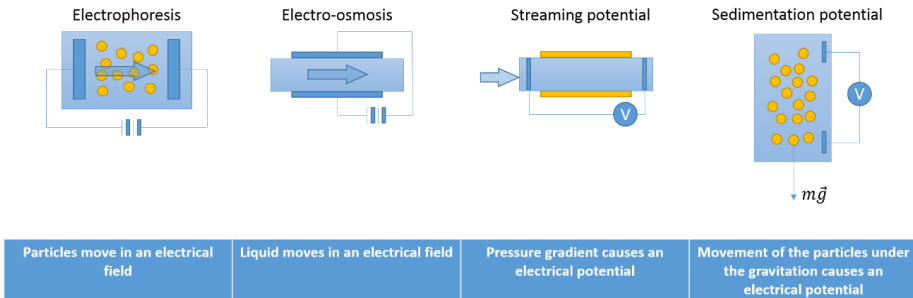 Electrophoresis
Electro-osmosis
Streaming potential
Sedimentation potential
V
V
mg⃗
Particles move in an electrical
field
Liquid moves in an electrical field
Pressure gradient causes an
electrical potential
Movement of the particles under
the gravitation causes an
electrical potential